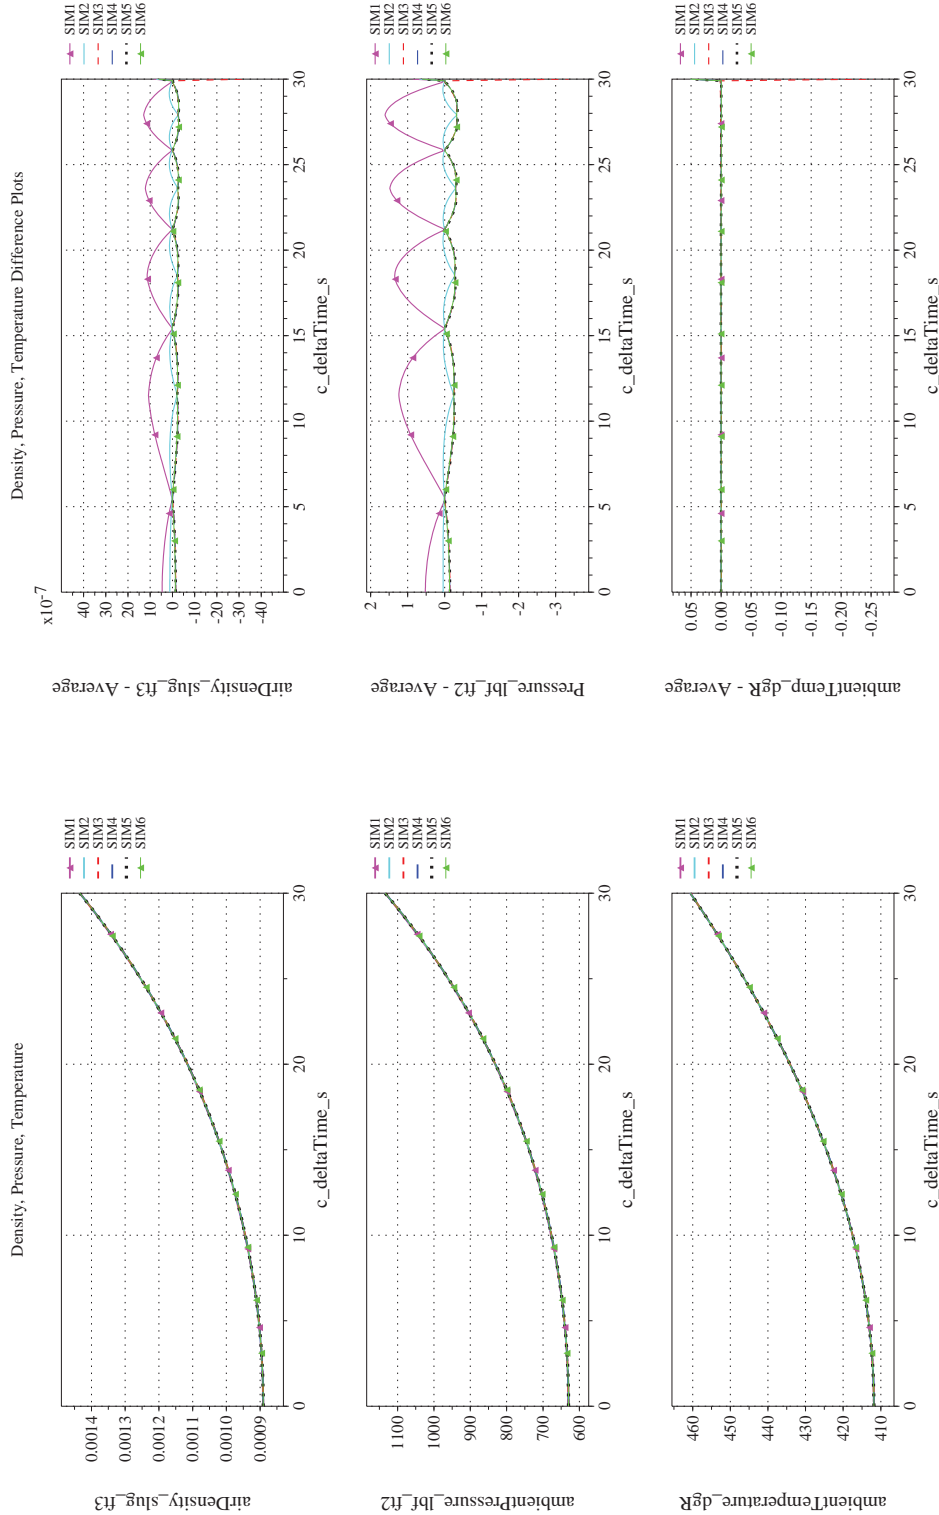 Density, Pressure, Temperature
SIM1
SIM2
SIM3
SIM4
SIM5
SIM6
airDensity_slug_ft3
0.0014
0.0013
0.0012
0.0011
0.0010
0.0009
0
10
20
30
c_deltaTime_s
SIM1
SIM2
SIM3
SIM4
SIM5
SIM6
ambientPressure_lbf_ft2
1100
1000
900
800
700
600
0
10
20
30
c_deltaTime_s
SIM1
SIM2
SIM3
SIM4
SIM5
SIM6
ambientTemperature_dgR
460
450
440
430
420
410
0
10
20
30
c_deltaTime_s
Density, Pressure, Temperature Difference Plots
x10-7
SIM1
SIM2
SIM3
SIM4
SIM5
SIM6
airDensity_slug_ft3 - Average
40
30
20
10
0
-10
-20
-30
-40
0
5
10
15
20
25
30
c_deltaTime_s
SIM1
SIM2
SIM3
SIM4
SIM5
SIM6
Pressure_lbf_ft2 - Average
2
1
0
-1
-2
-3
0
5
10
15
20
25
30
c_deltaTime_s
SIM1
SIM2
SIM3
SIM4
SIM5
SIM6
ambientTemp_dgR - Average
0.05
0.00
-0.05
-0.10
-0.15
-0.20
-0.25
0
5
10
15
20
25
30
c_deltaTime_s